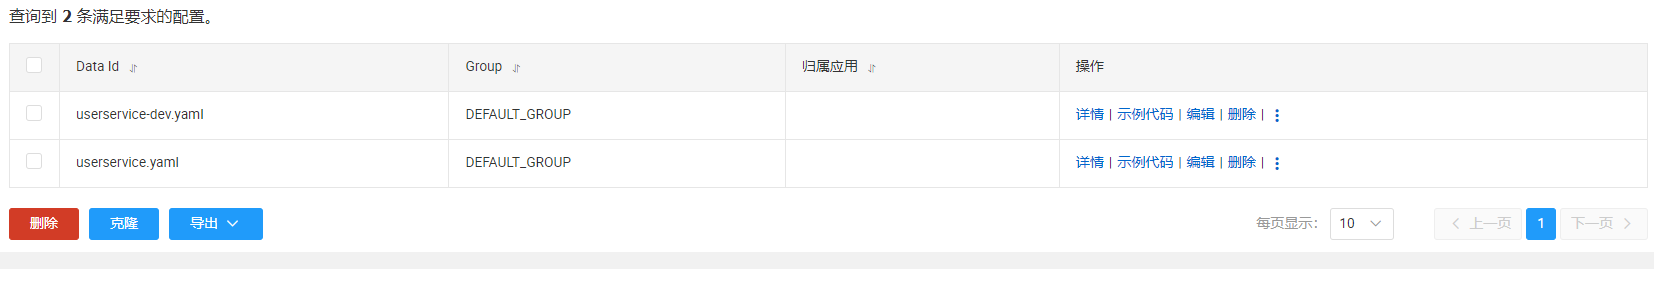 查询到 2 条满足要求的配置。
Data Id Group 归属应用 操作
userservice-dev.yaml DEFAULT_GROUP 详情 | 示例代码 | 编辑 | 删除 |
userservice.yaml DEFAULT_GROUP 详情 | 示例代码 | 编辑 | 删除 |
删除 克隆 导出 每页显示: 10 上一页 1 下一页